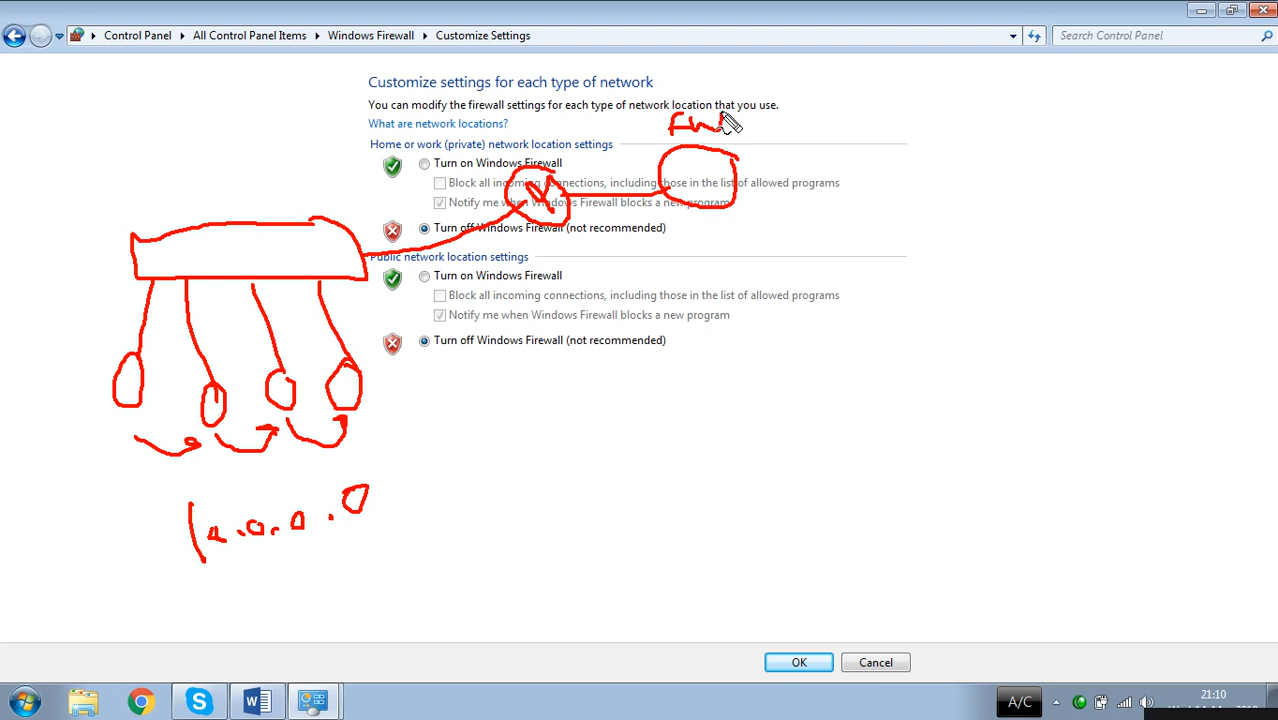 Control Panel All Control Panel Items Windows Firewall Customize Settings Search Control Panel
Customize settings for each type of network
You can modify the firewall settings for each type of network location that you use.
What are network locations?
Home or work (private) network location settings
Turn on Windows Firewall
Block all incoming connections, including those in the list of allowed programs
Notify me when Windows Firewall blocks a new program
Turn off Windows Firewall (not recommended)
Public network location settings
Turn on Windows Firewall
Block all incoming connections, including those in the list of allowed programs
Notify me when Windows Firewall blocks a new program
Turn off Windows Firewall (not recommended)
OK Cancel
A/C 21:10